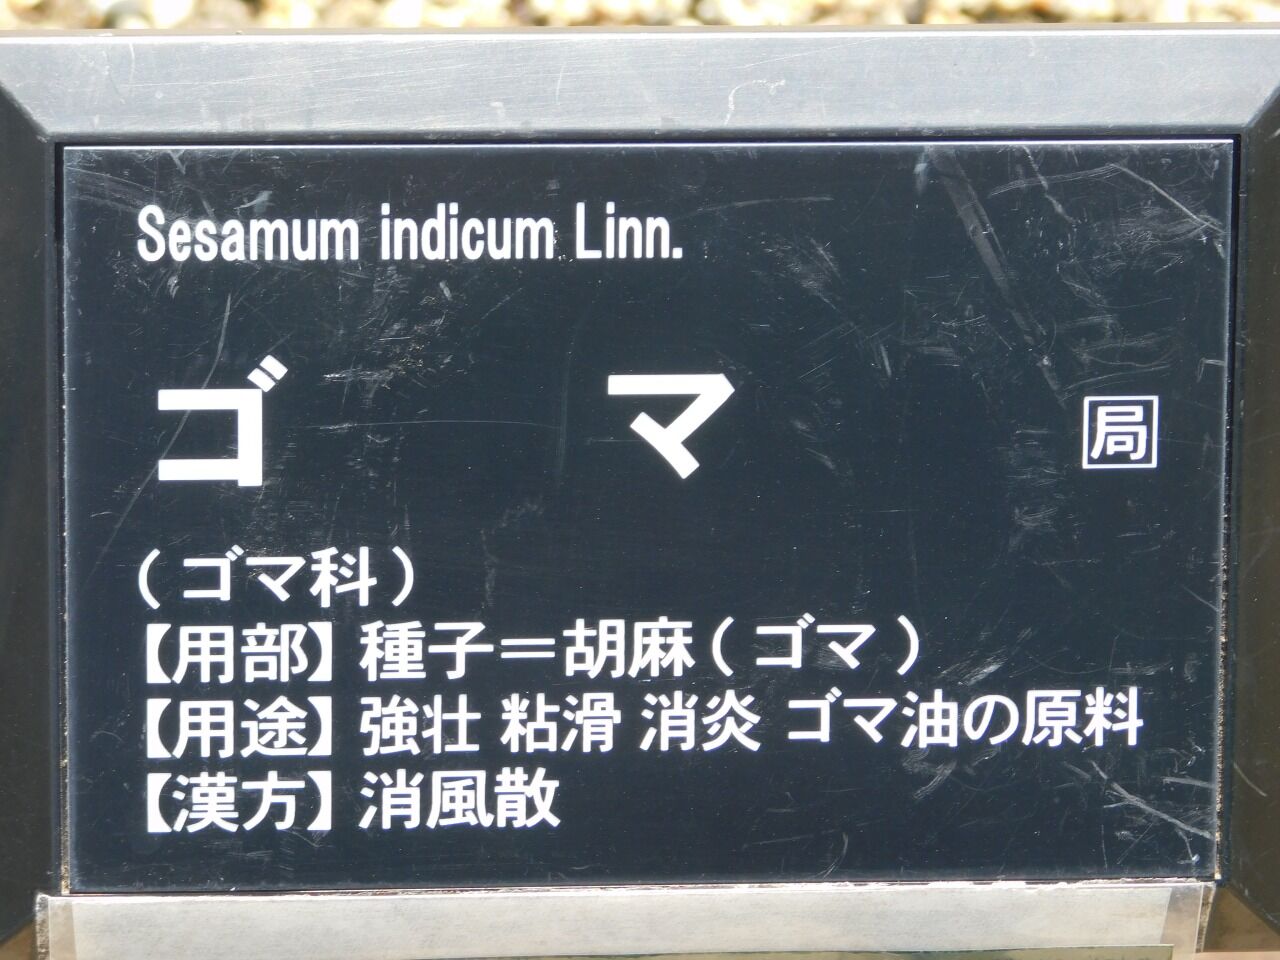 Sesamum indicum Linn.
ゴマ 局
(ゴマ科)
【用部】種子=胡麻(ゴマ)
【用途】強壮 粘滑 消炎 ゴマ油の原料
【漢方】消風散